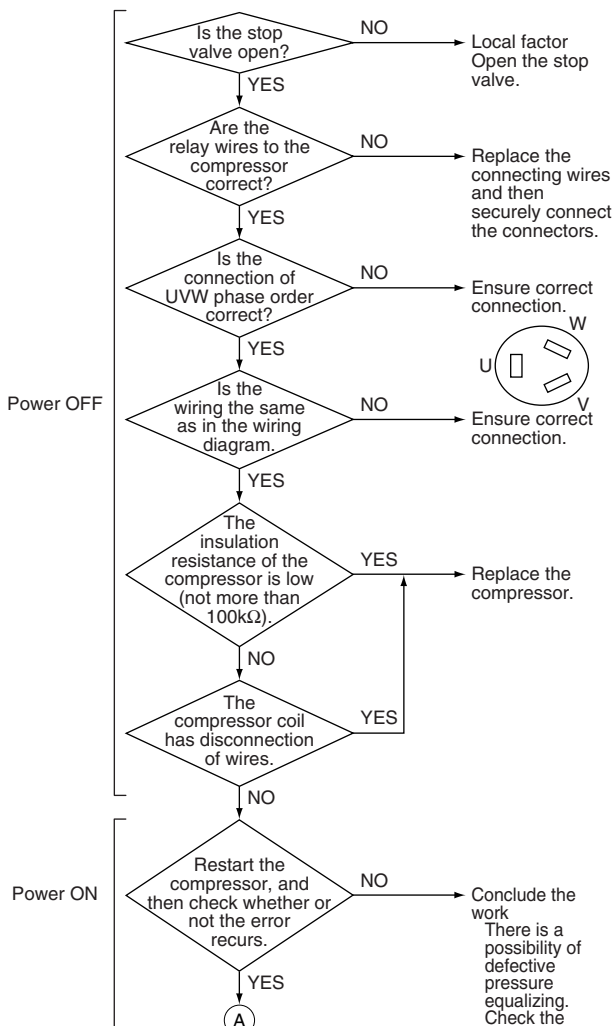 Is the stop
valve open?
NO
Local factor
Open the stop
valve.
YES
Are the
relay wires to the
compressor
correct?
NO
Replace the
connecting wires
and then
securely connect
the connectors.
YES
Is the
connection of
UVW phase order
correct?
NO
Ensure correct
connection.
W
U
V
YES
Power OFF
Is the
wiring the same
as in the wiring
diagram.
NO
Ensure correct
connection.
YES
The
insulation
resistance of the
compressor is low
(not more than
100kΩ).
YES
Replace the
compressor.
NO
The
compressor coil
has disconnection
of wires.
YES
NO
Power ON
Restart the
compressor, and
then check whether or
not the error
recurs.
NO
Conclude the
work
There is a
possibility of
defective
pressure
equalizing.
Check the
YES
A